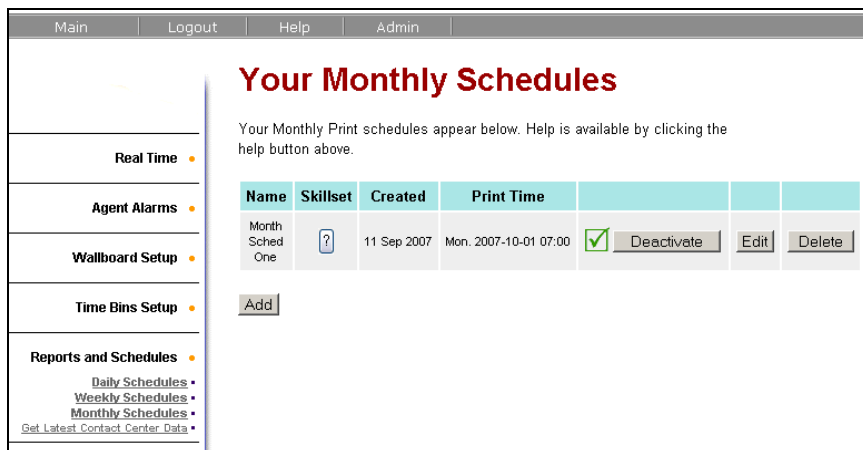 Main Logout Help Admin
Your Monthly Schedules
Your Monthly Print schedules appear below. Help is available by clicking the
help button above.
Real Time
Agent Alarms
Wallboard Setup
Time Bins Setup
Reports and Schedules
Daily Schedules
Weekly Schedules
Monthly Schedules
Get Latest Contact Center Data
Name Skillset Created Print Time
Month
Sched
One
? 11 Sep 2007 Mon. 2007-10-01 07:00 Deactivate Edit Delete
Add